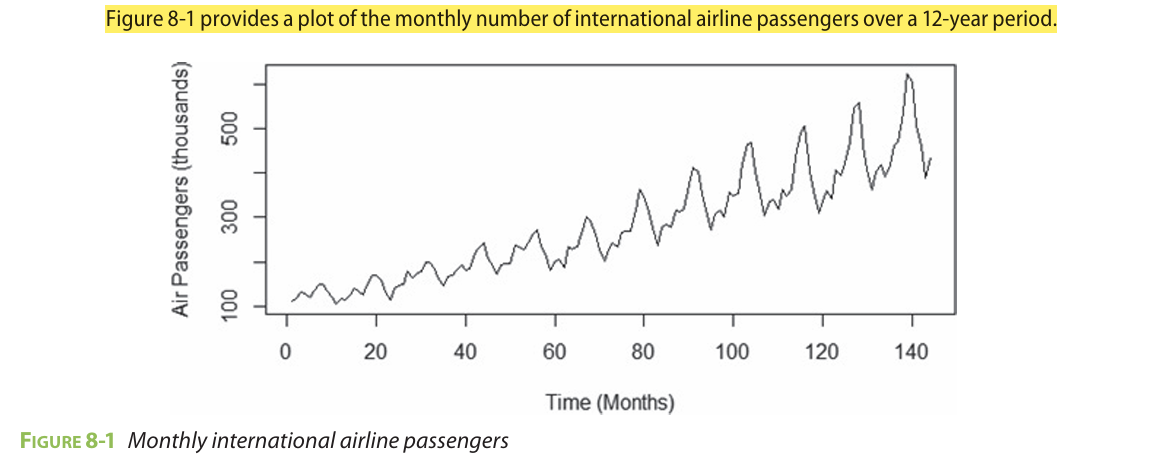 Figure 8-1 provides a plot of the monthly number of international airline passengers over a 12-year period.
Air Passengers (thousands)
500
300
100
0 20 40 60 80 100 120 140
Time (Months)
FIGURE 8-1 Monthly international airline passengers